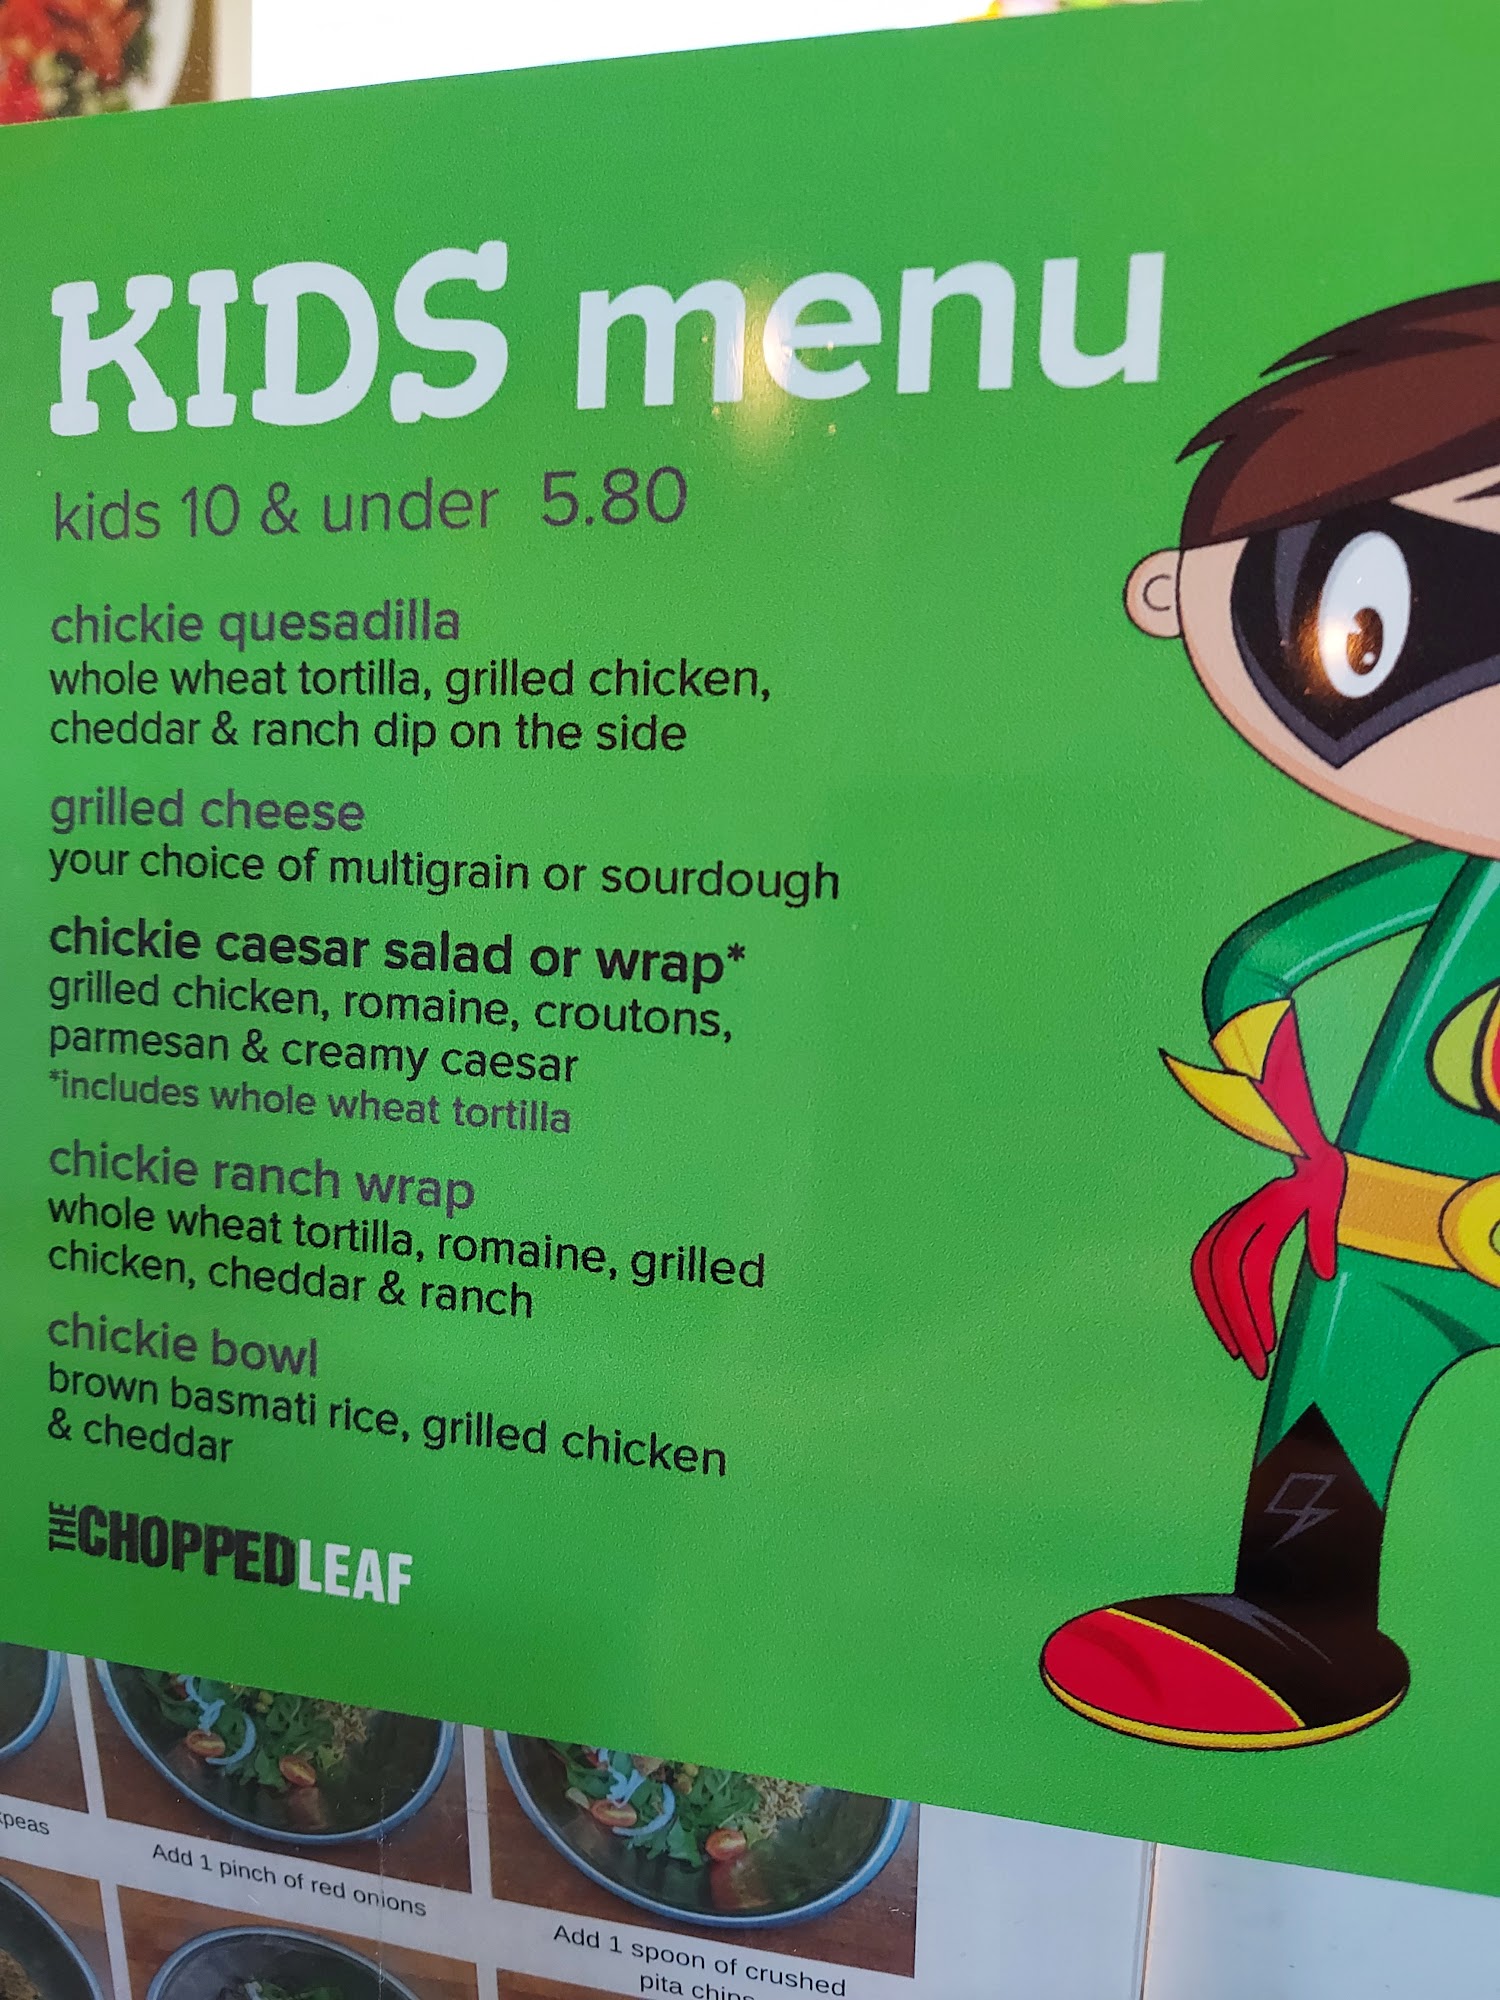 KIDS menu
kids 10 & under 5.80
chickie quesadilla
whole wheat tortilla, grilled chicken,
cheddar & ranch dip on the side
grilled cheese
your choice of multigrain or sourdough
chickie caesar salad or wrap*
grilled chicken, romaine, croutons,
parmesan & creamy caesar
*includes whole wheat tortilla
chickie ranch wrap
whole wheat tortilla, romaine, grilled
chicken, cheddar & ranch
chickie bowl
brown basmati rice, grilled chicken
& cheddar
THE CHOPPED LEAF
Add 1 pinch of red onions
Add 1 spoon of crushed
pita chips